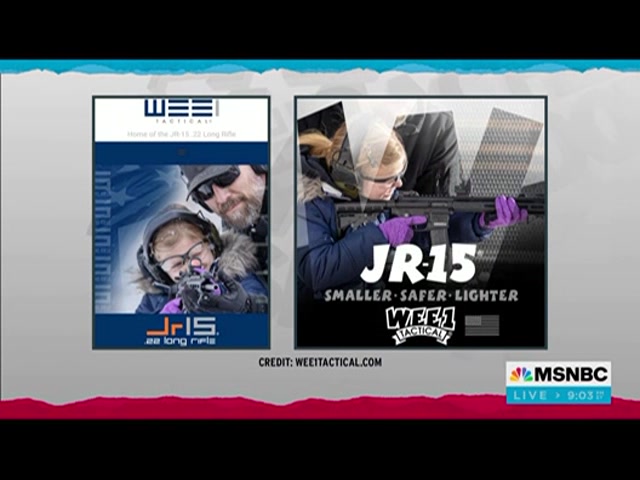 WEE1
TACTICAL
Home of the JR-15 .22 Long Rifle
Jr15.
.22 long rifle
JR-15
SMALLER · SAFER · LIGHTER
WEE1
TACTICAL
CREDIT: WEE1TACTICAL.COM
MSNBC
LIVE > 9:03